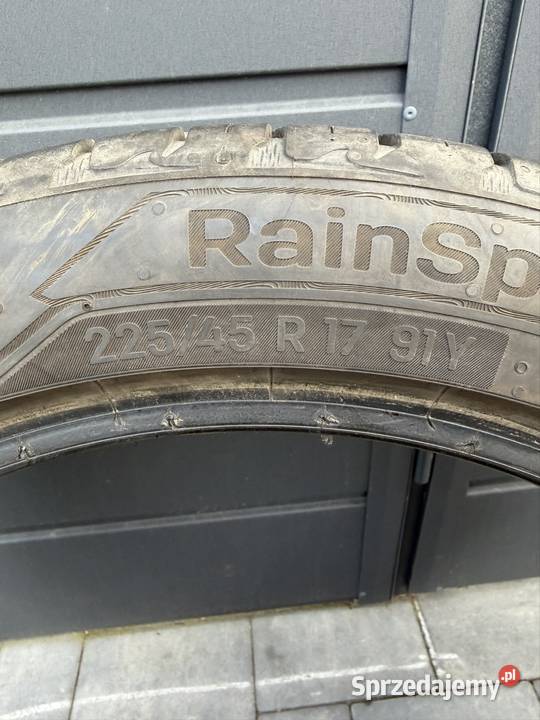 RainSp
225/45 R 17 91Y
Sprzedajemy.pl